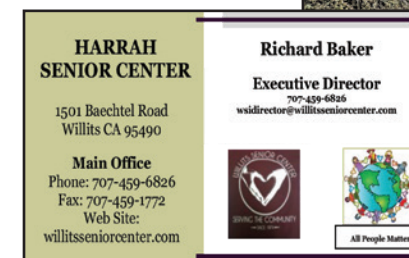 HARRAH
SENIOR CENTER
1501 Baechtel Road
Willits CA 95490
Main Office
Phone: 707-459-6826
Fax: 707-459-1772
Web Site:
willitsseniorcenter.com
Richard Baker
Executive Director
707-459-6826
wsidirector@willitsseniorcenter.com
WILLITS SENIOR CENTER
SERVING THE COMMUNITY
All People Matter